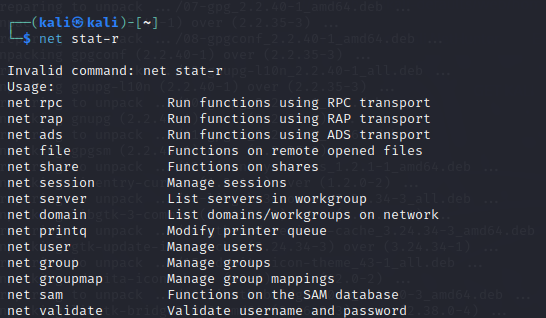 ┌──(kali㉿kali)-[~]
└─$ net stat-r
Invalid command: net stat-r
Usage:
net rpc Run functions using RPC transport
net rap Run functions using RAP transport
net ads Run functions using ADS transport
net file Functions on remote opened files
net share Functions on shares
net session Manage sessions
net server List servers in workgroup
net domain List domains/workgroups on network
net printq Modify printer queue
net user Manage users
net group Manage groups
net groupmap Manage group mappings
net sam Functions on the SAM database
net validate Validate username and password